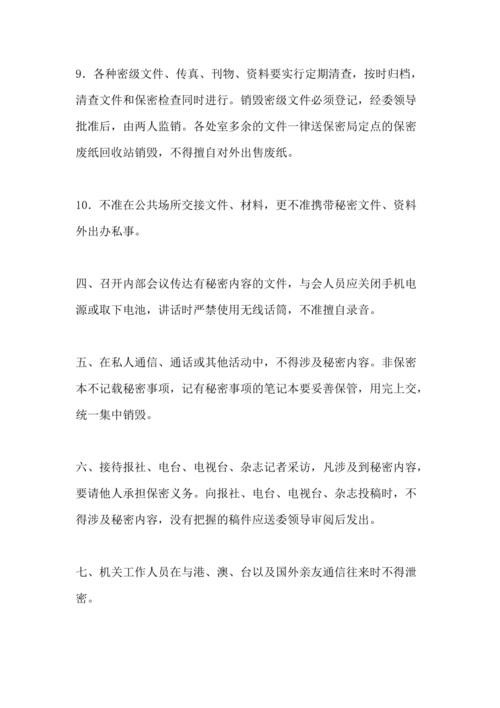 9．各种密级文件、传真、刊物、资料要实行定期清查，按时归档，
清查文件和保密检查同时进行。销毁密级文件必须登记，经委领导
批准后，由两人监销。各处室多余的文件一律送保密局定点的保密
废纸回收站销毁，不得擅自对外出售废纸。
10．不准在公共场所交接文件、材料，更不准携带秘密文件、资料
外出办私事。
四、召开内部会议传达有秘密内容的文件，与会人员应关闭手机电
源或取下电池，讲话时严禁使用无线话筒，不准擅自录音。
五、在私人通信、通话或其他活动中，不得涉及秘密内容。非保密
本不记载秘密事项，记有秘密事项的笔记本要妥善保管，用完上交，
统一集中销毁。
六、接待报社、电台、电视台、杂志记者采访，凡涉及到秘密内容，
要请他人承担保密义务。向报社、电台、电视台、杂志投稿时，不
得涉及秘密内容，没有把握的稿件应送委领导审阅后发出。
七、机关工作人员在与港、澳、台以及国外亲友通信往来时不得泄
密。